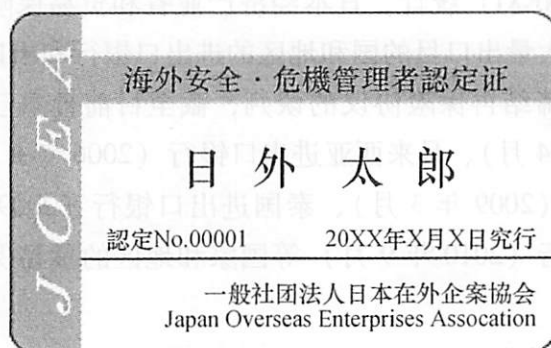 JOEA
海外安全·危機管理者認定证
日外 太郎
認定No.00001 20XX年X月X日究行
一般社団法人日本在外企案協会
Japan Overseas Enterprises Assocation